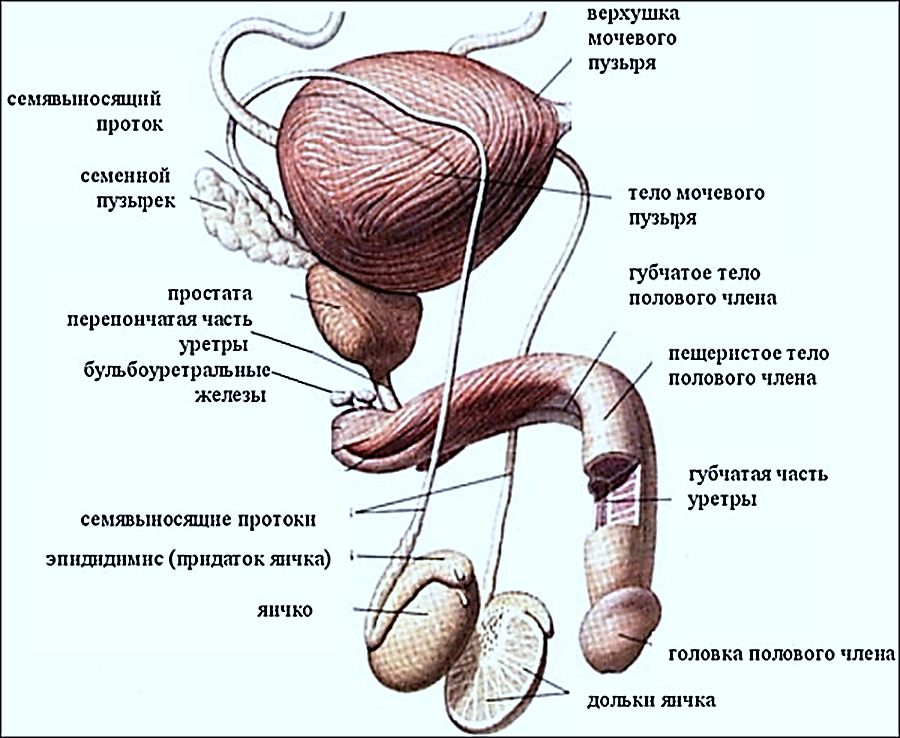 верхушка
мочевого
пузыря
семявыносящий
проток
семенной
пузырек
тело мочевого
пузыря
губчатое тело
полового члена
простата
перепончатая часть
уретры
бульбоуретральные
железы
пещеристое тело
полового члена
губчатая часть
уретры
семявыносящие протоки
эпидидимис (придаток яичка)
яичко
головка полового члена
дольки яичка